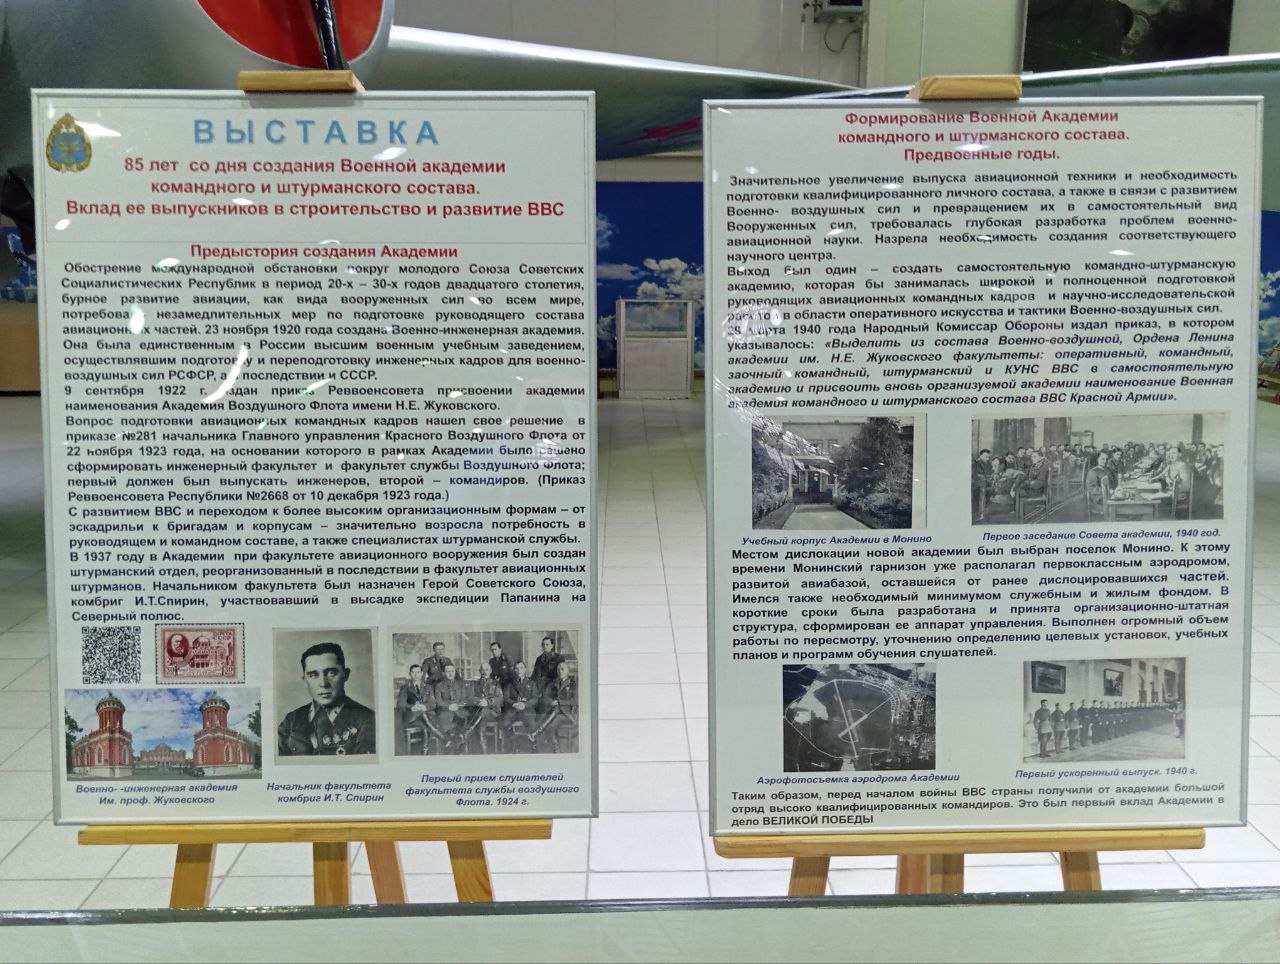 ВЫСТАВКА
85 лет со дня создания Военной академии
командного и штурманского состава.
Вклад ее выпускников в строительство и развитие ВВС
Предыстория создания Академии
Обострение международной обстановки вокруг молодого Союза Советских
Социалистических Республик в период 20-х – 30-х годов двадцатого столетия,
бурное развитие авиации, как вида вооруженных сил во всем мире,
незамедлительных мер по подготовке руководящего состава
авиационных частей. 23 ноября 1920 года создана Военно-инженерная академия.
Она была единственным в России высшим военным учебным заведением,
осуществлявшим подготовку и переподготовку инженерных кадров для военно-
воздушных сил РСФСР, а в последствии и СССР.
9 сентября 1922 г. издан приказ Реввоенсовета присвоении академии
наименования Академия Воздушного Флота имени Н.Е. Жуковского.
Вопрос подготовки авиационных командных кадров нашел свое решение в
приказе №281 начальника Главного управления Красного Воздушного Флота от
22 ноября 1923 года, на основании которого в рамках Академии было решено
сформировать инженерный факультет и факультет службы Воздушного Флота;
первый должен был выпускать инженеров, второй – командиров. (Приказ
Реввоенсовета Республики №2668 от 10 декабря 1923 года.)
С развитием ВВС и переходом к более высоким организационным формам – от
эскадрильи к бригадам и корпусам – значительно возросла потребность в
руководящем и командном составе, а также специалистах штурманской службы.
В 1937 году в Академии при факультете авиационного вооружения был создан
штурманский отдел, реорганизованный в последствии в факультет авиационных
штурманов. Начальником факультета был назначен Герой Советского Союза,
комбриг И.Т.Спирин, участвовавший в высадке экспедиции Папанина на
Северный полюс.
Военно- -инженерная академия
Им. проф. Жуковского
Начальник факультета
комбриг И.Т. Спирин
Первый прием слушателей
факультета службы воздушного
Флота. 1924 г.
Формирование Военной Академии
командного и штурманского состава.
Предвоенные годы.
Значительное увеличение выпуска авиационной техники и необходимость
подготовки квалифицированного личного состава, а также в связи с развитием
Военно- воздушных сил и превращением их в самостоятельный вид
Вооруженных сил, требовалась глубокая разработка проблем военно-
авиационной науки. Назрела необходимость создания соответствующего
научного центра.
Выход был один – создать самостоятельную командно-штурманскую
академию, которая бы занималась широкой и полноценной подготовкой
руководящих авиационных командных кадров и научно-исследовательской
работой в области оперативного искусства и тактики Военно-воздушных сил.
29 марта 1940 года Народный Комиссар Обороны издал приказ, в котором
указывалось: «Выделить из состава Военно-воздушной, Ордена Ленина
академии им. Н.Е. Жуковского факультеты: оперативный, командный,
заочный командный, штурманский и КУНС ВВС в самостоятельную
академию и присвоить вновь организуемой академии наименование Военная
академия командного и штурманского состава ВВС Красной Армии».
Учебный корпус Академии в Монино
Первое заседание Совета академии, 1940 год.
Местом дислокации новой академии был выбран поселок Монино. К этому
времени Монинский гарнизон уже располагал первоклассным аэродромом,
развитой авиабазой, оставшейся от ранее дислоцировавшихся частей.
Имелся также необходимый минимумом служебным и жилым фондом. В
короткие сроки была разработана и принята организационно-штатная
структура, сформирован ее аппарат управления. Выполнен огромный объем
работы по пересмотру, уточнению определению целевых установок, учебных
планов и программ обучения слушателей.
Аэрофотосъемка аэродрома Академии
Первый ускоренный выпуск. 1940 г.
Таким образом, перед началом войны ВВС страны получили от академии большой
отряд высоко квалифицированных командиров. Это был первый вклад Академии в
дело ВЕЛИКОЙ ПОБЕДЫ